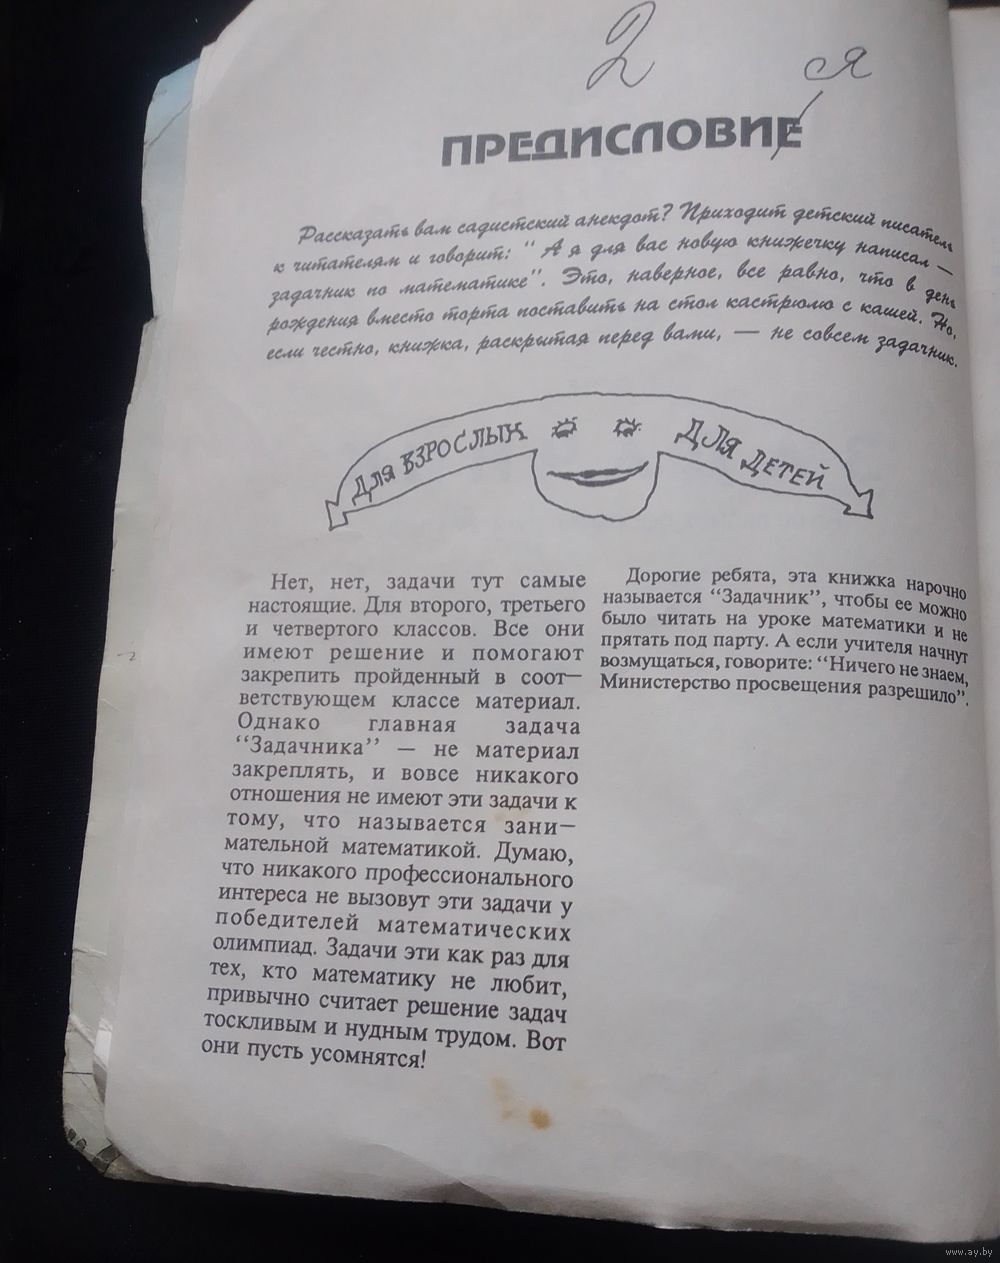 2 я
ПРЕДИСЛОВИЕ
Рассказать вам садистский анекдот? Приходит детский писатель
к читателям и говорит: “ А я для вас новую книжечку написал —
задачник по математике”. Это, наверное, все равно, что в день
рождения вместо торта поставить на стол кастрюлю с кашей. Но,
если честно, книжка, раскрытая перед вами, — не совсем задачник.
ДЛЯ ВЗРОСЛЫХ
ДЛЯ ДЕТЕЙ
Нет, нет, задачи тут самые
настоящие. Для второго, третьего
и четвертого классов. Все они
имеют решение и помогают
закрепить пройденный в соот—
ветствующем классе материал.
Однако главная задача
“Задачника” — не материал
закреплять, и вовсе никакого
отношения не имеют эти задачи к
тому, что называется зани—
мательной математикой. Думаю,
что никакого профессионального
интереса не вызовут эти задачи у
победителей математических
олимпиад. Задачи эти как раз для
тех, кто математику не любит,
привычно считает решение задач
тоскливым и нудным трудом. Вот
они пусть усомнятся!
Дорогие ребята, эта книжка нарочно
называется “Задачник”, чтобы ее можно
было читать на уроке математики и не
прятать под парту. А если учителя начнут
возмущаться, говорите: “Ничего не знаем,
Министерство просвещения разрешило”.
www.ay.by